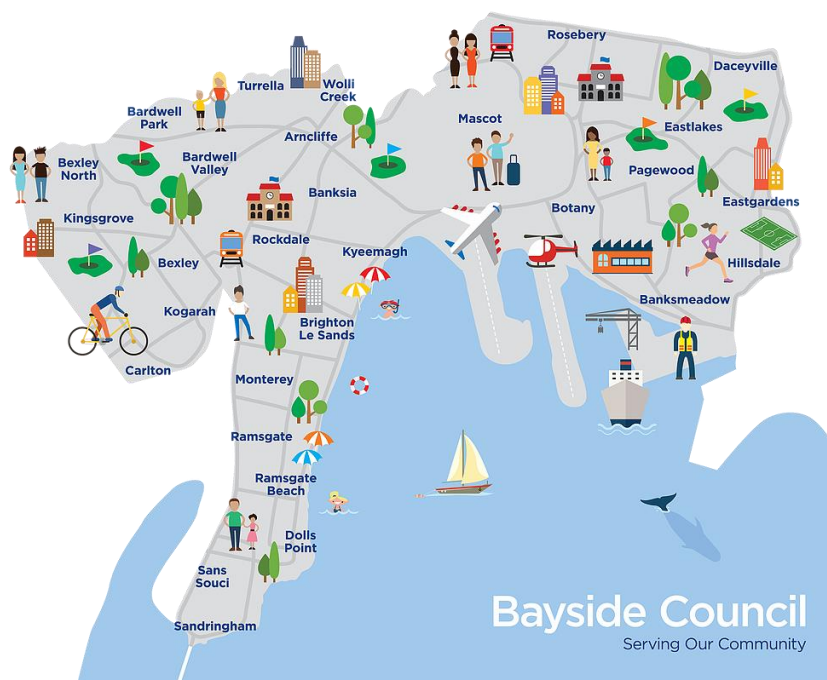 Rosebery
Daceyville
Turrella
Wolli
Creek
Bardwell
Park
Mascot
Eastlakes
Arncliffe
Bexley
North
Bardwell
Valley
Pagewood
Banksia
Eastgardens
Kingsgrove
Botany
Rockdale
Kyeemagh
Bexley
Hillsdale
Banksmeadow
Kogarah
Brighton
Le Sands
Carlton
Monterey
Ramsgate
Ramsgate
Beach
Dolls
Point
Sans
Souci
Sandringham
Bayside Council
Serving Our Community